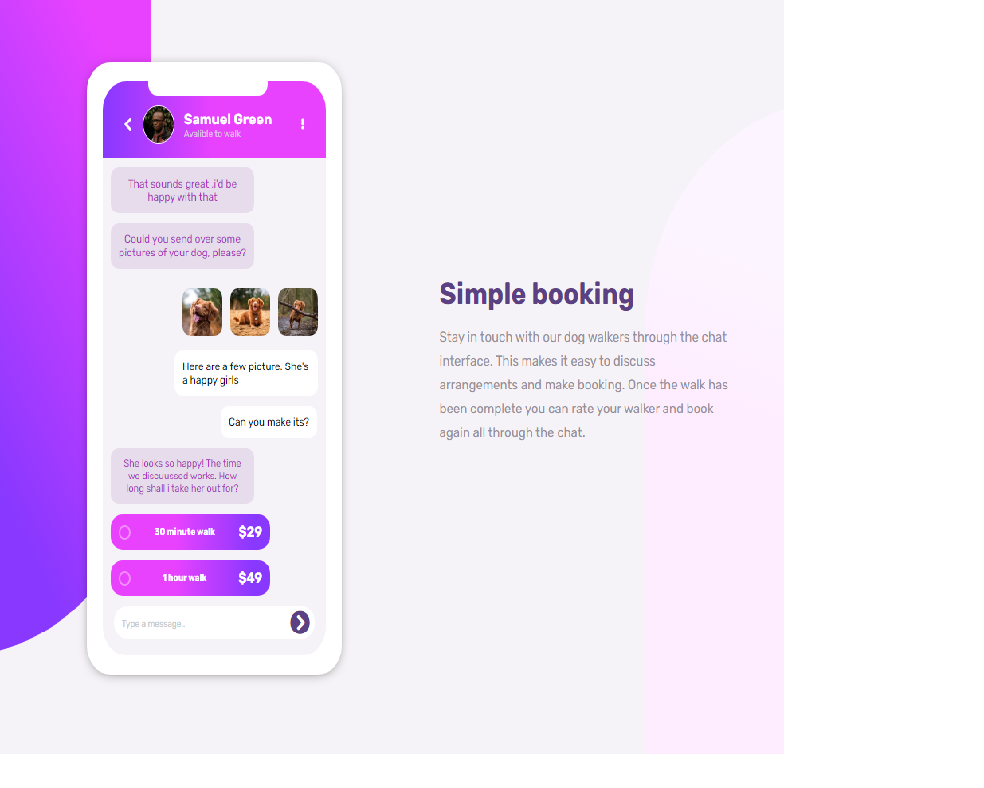 Samuel Green
Avalible to walk
That sounds great .i'd be
happy with that
Could you send over some
pictures of your dog, please?
Here are a few picture. She's
a happy girls
Can you make its?
She looks so happy! The time
we discuussed works. How
long shall i take her out for?
30 minute walk $29
1 hour walk $49
Type a message..
Simple booking
Stay in touch with our dog walkers through the chat
interface. This makes it easy to discuss
arrangements and make booking. Once the walk has
been complete you can rate your walker and book
again all through the chat.